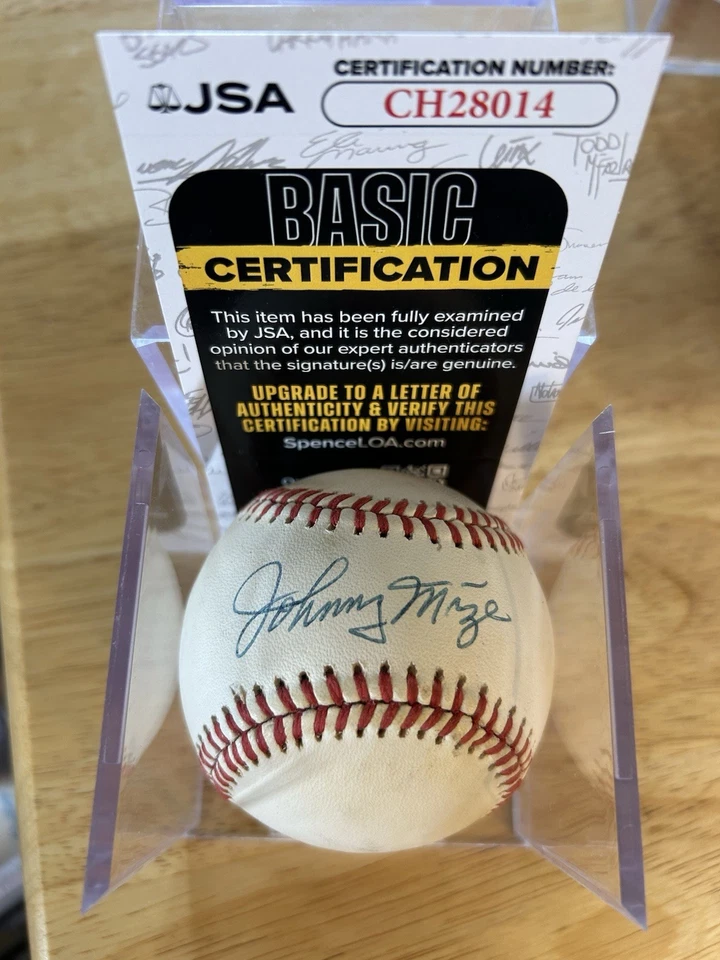 CERTIFICATION NUMBER:
JSA
CH28014
BASIC
CERTIFICATION
This item has been fully examined
by JSA, and it is the considered
opinion of our expert authenticators
that the signature(s) is/are genuine.
UPGRADE TO A LETTER OF
AUTHENTICITY & VERIFY THIS
CERTIFICATION BY VISITING:
SpenceLOA.com
Johnny Mize